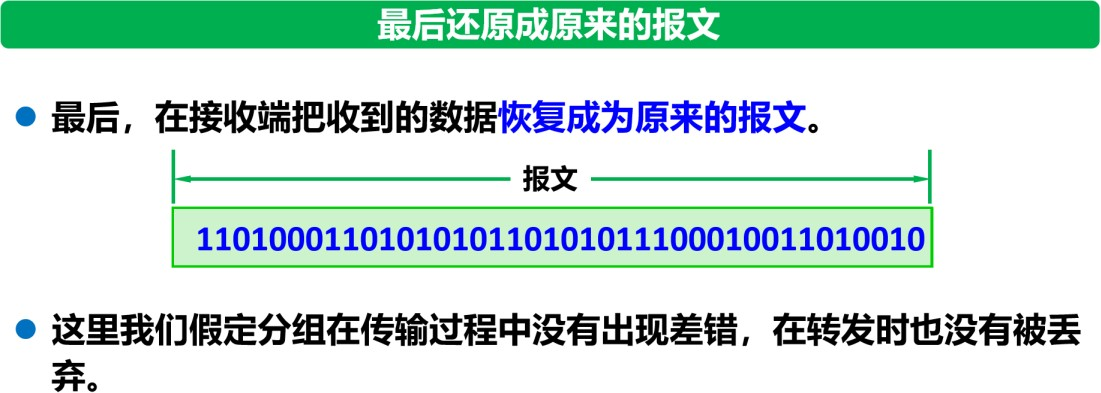 最后还原成原来的报文
● 最后，在接收端把收到的数据恢复成为原来的报文。
报文
1101000110101010110101011100010011010010
● 这里我们假定分组在传输过程中没有出现差错，在转发时也没有被丢
弃。